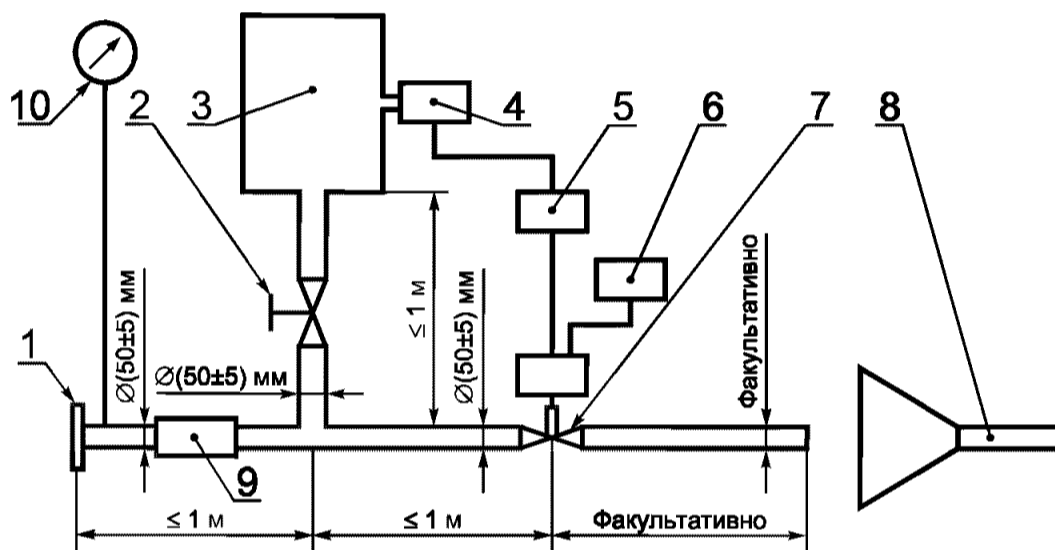 10
2
3
4
5
6
7
8
1
∅(50±5) мм
∅(50±5) мм
≤ 1 м
∅(50±5) мм
Факультативно
9
≤ 1 м
≤ 1 м
Факультативно